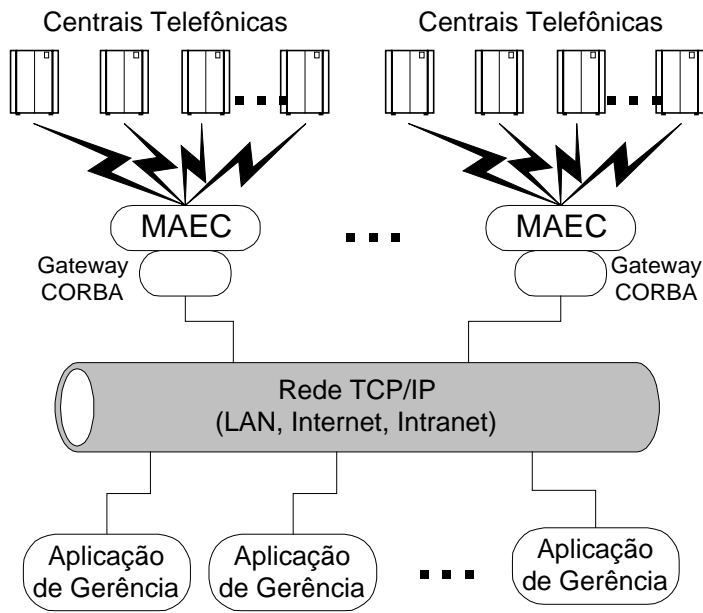 Centrais Telefônicas
Centrais Telefônicas
MAEC
MAEC
Gateway
CORBA
Gateway
CORBA
Rede TCP/IP
(LAN, Internet, Intranet)
Aplicação
de Gerência
Aplicação
de Gerência
Aplicação
de Gerência